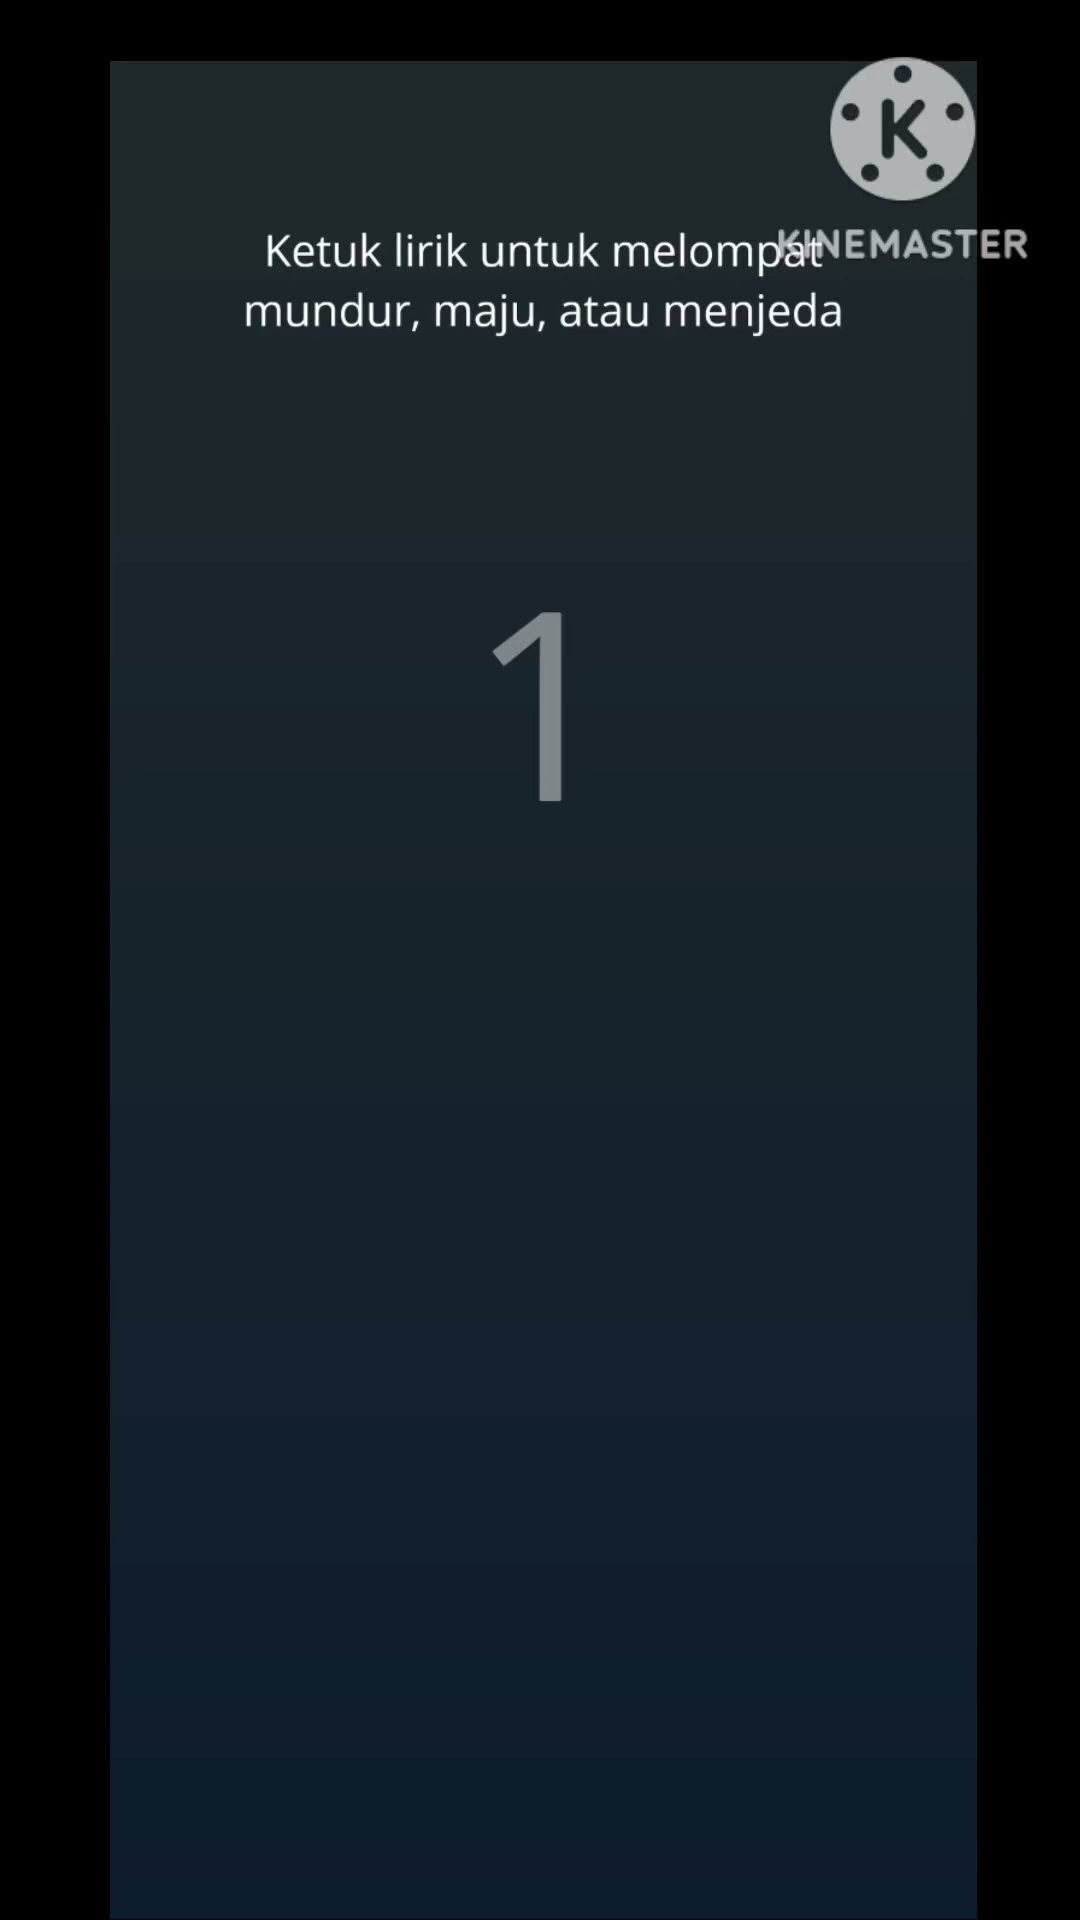 K
KINEMASTER
Ketuk lirik untuk melompat
mundur, maju, atau menjeda
1